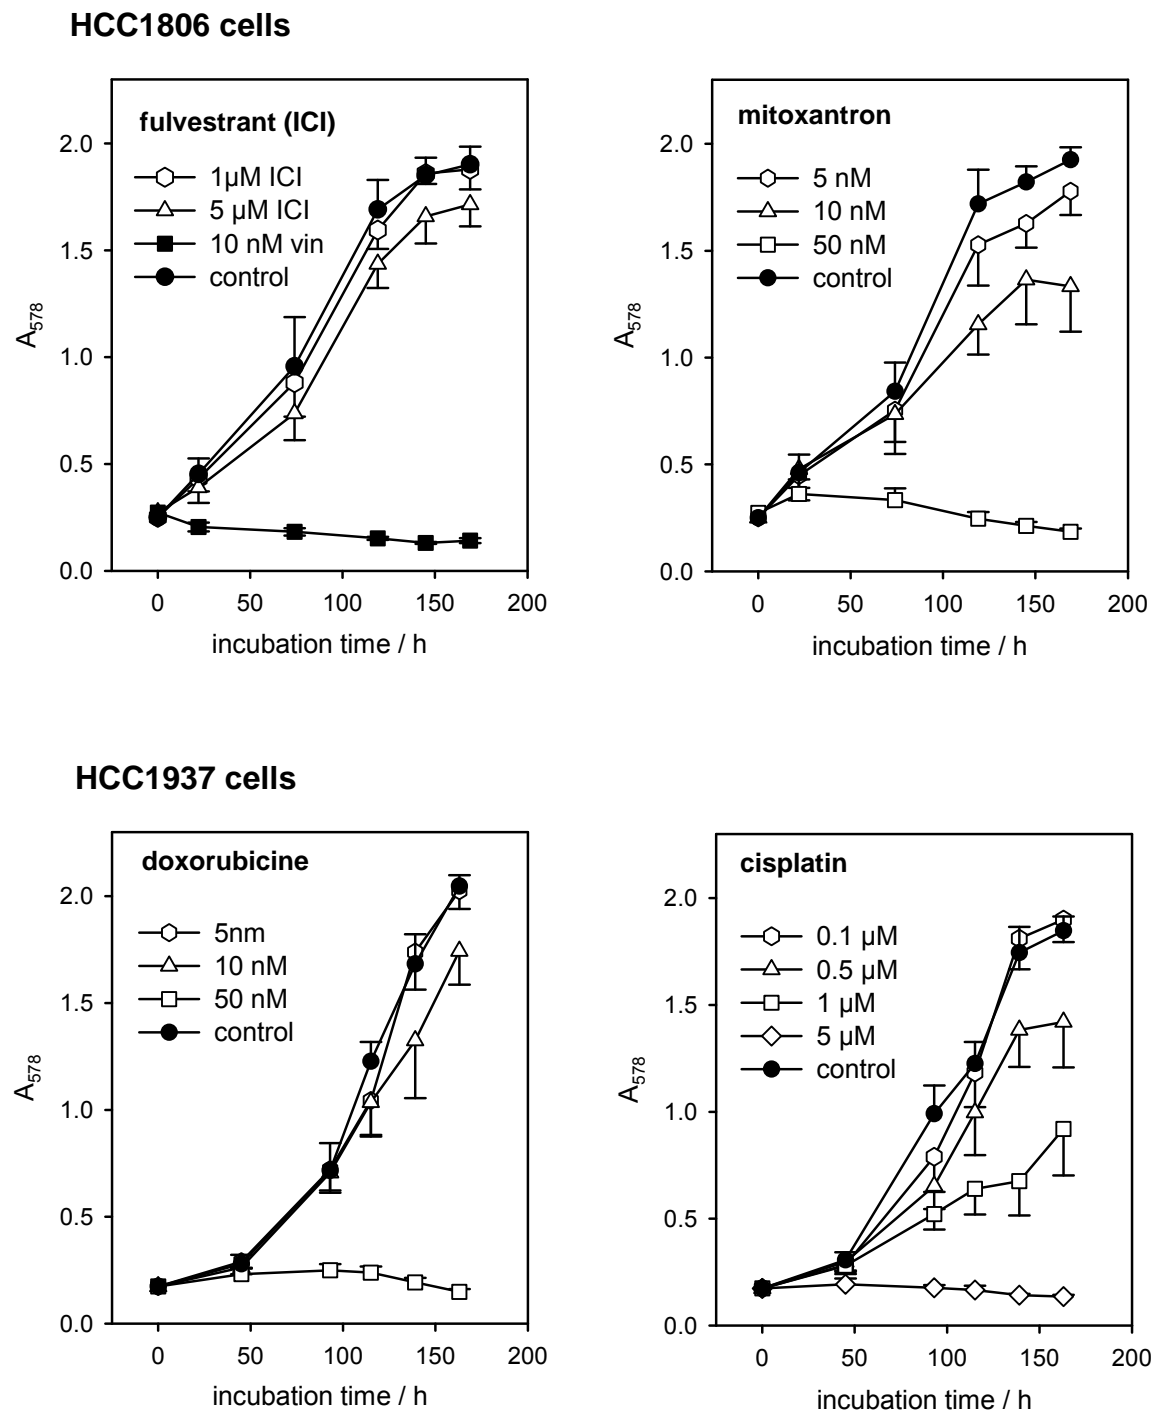 HCC1806 cells
fulvestrant (ICI)
1µM ICI
5 µM ICI
10 nM vin
control
2.0
1.5
1.0
0.5
0.0
A578
0
50
100
150
200
incubation time / h
mitoxantron
5 nM
10 nM
50 nM
control
2.0
1.5
1.0
0.5
0.0
A578
0
50
100
150
200
incubation time / h
HCC1937 cells
doxorubicine
5nm
10 nM
50 nM
control
2.0
1.5
1.0
0.5
0.0
A578
0
50
100
150
200
incubation time / h
cisplatin
0.1 µM
0.5 µM
1 µM
5 µM
control
2.0
1.5
1.0
0.5
0.0
A578
0
50
100
150
200
incubation time / h